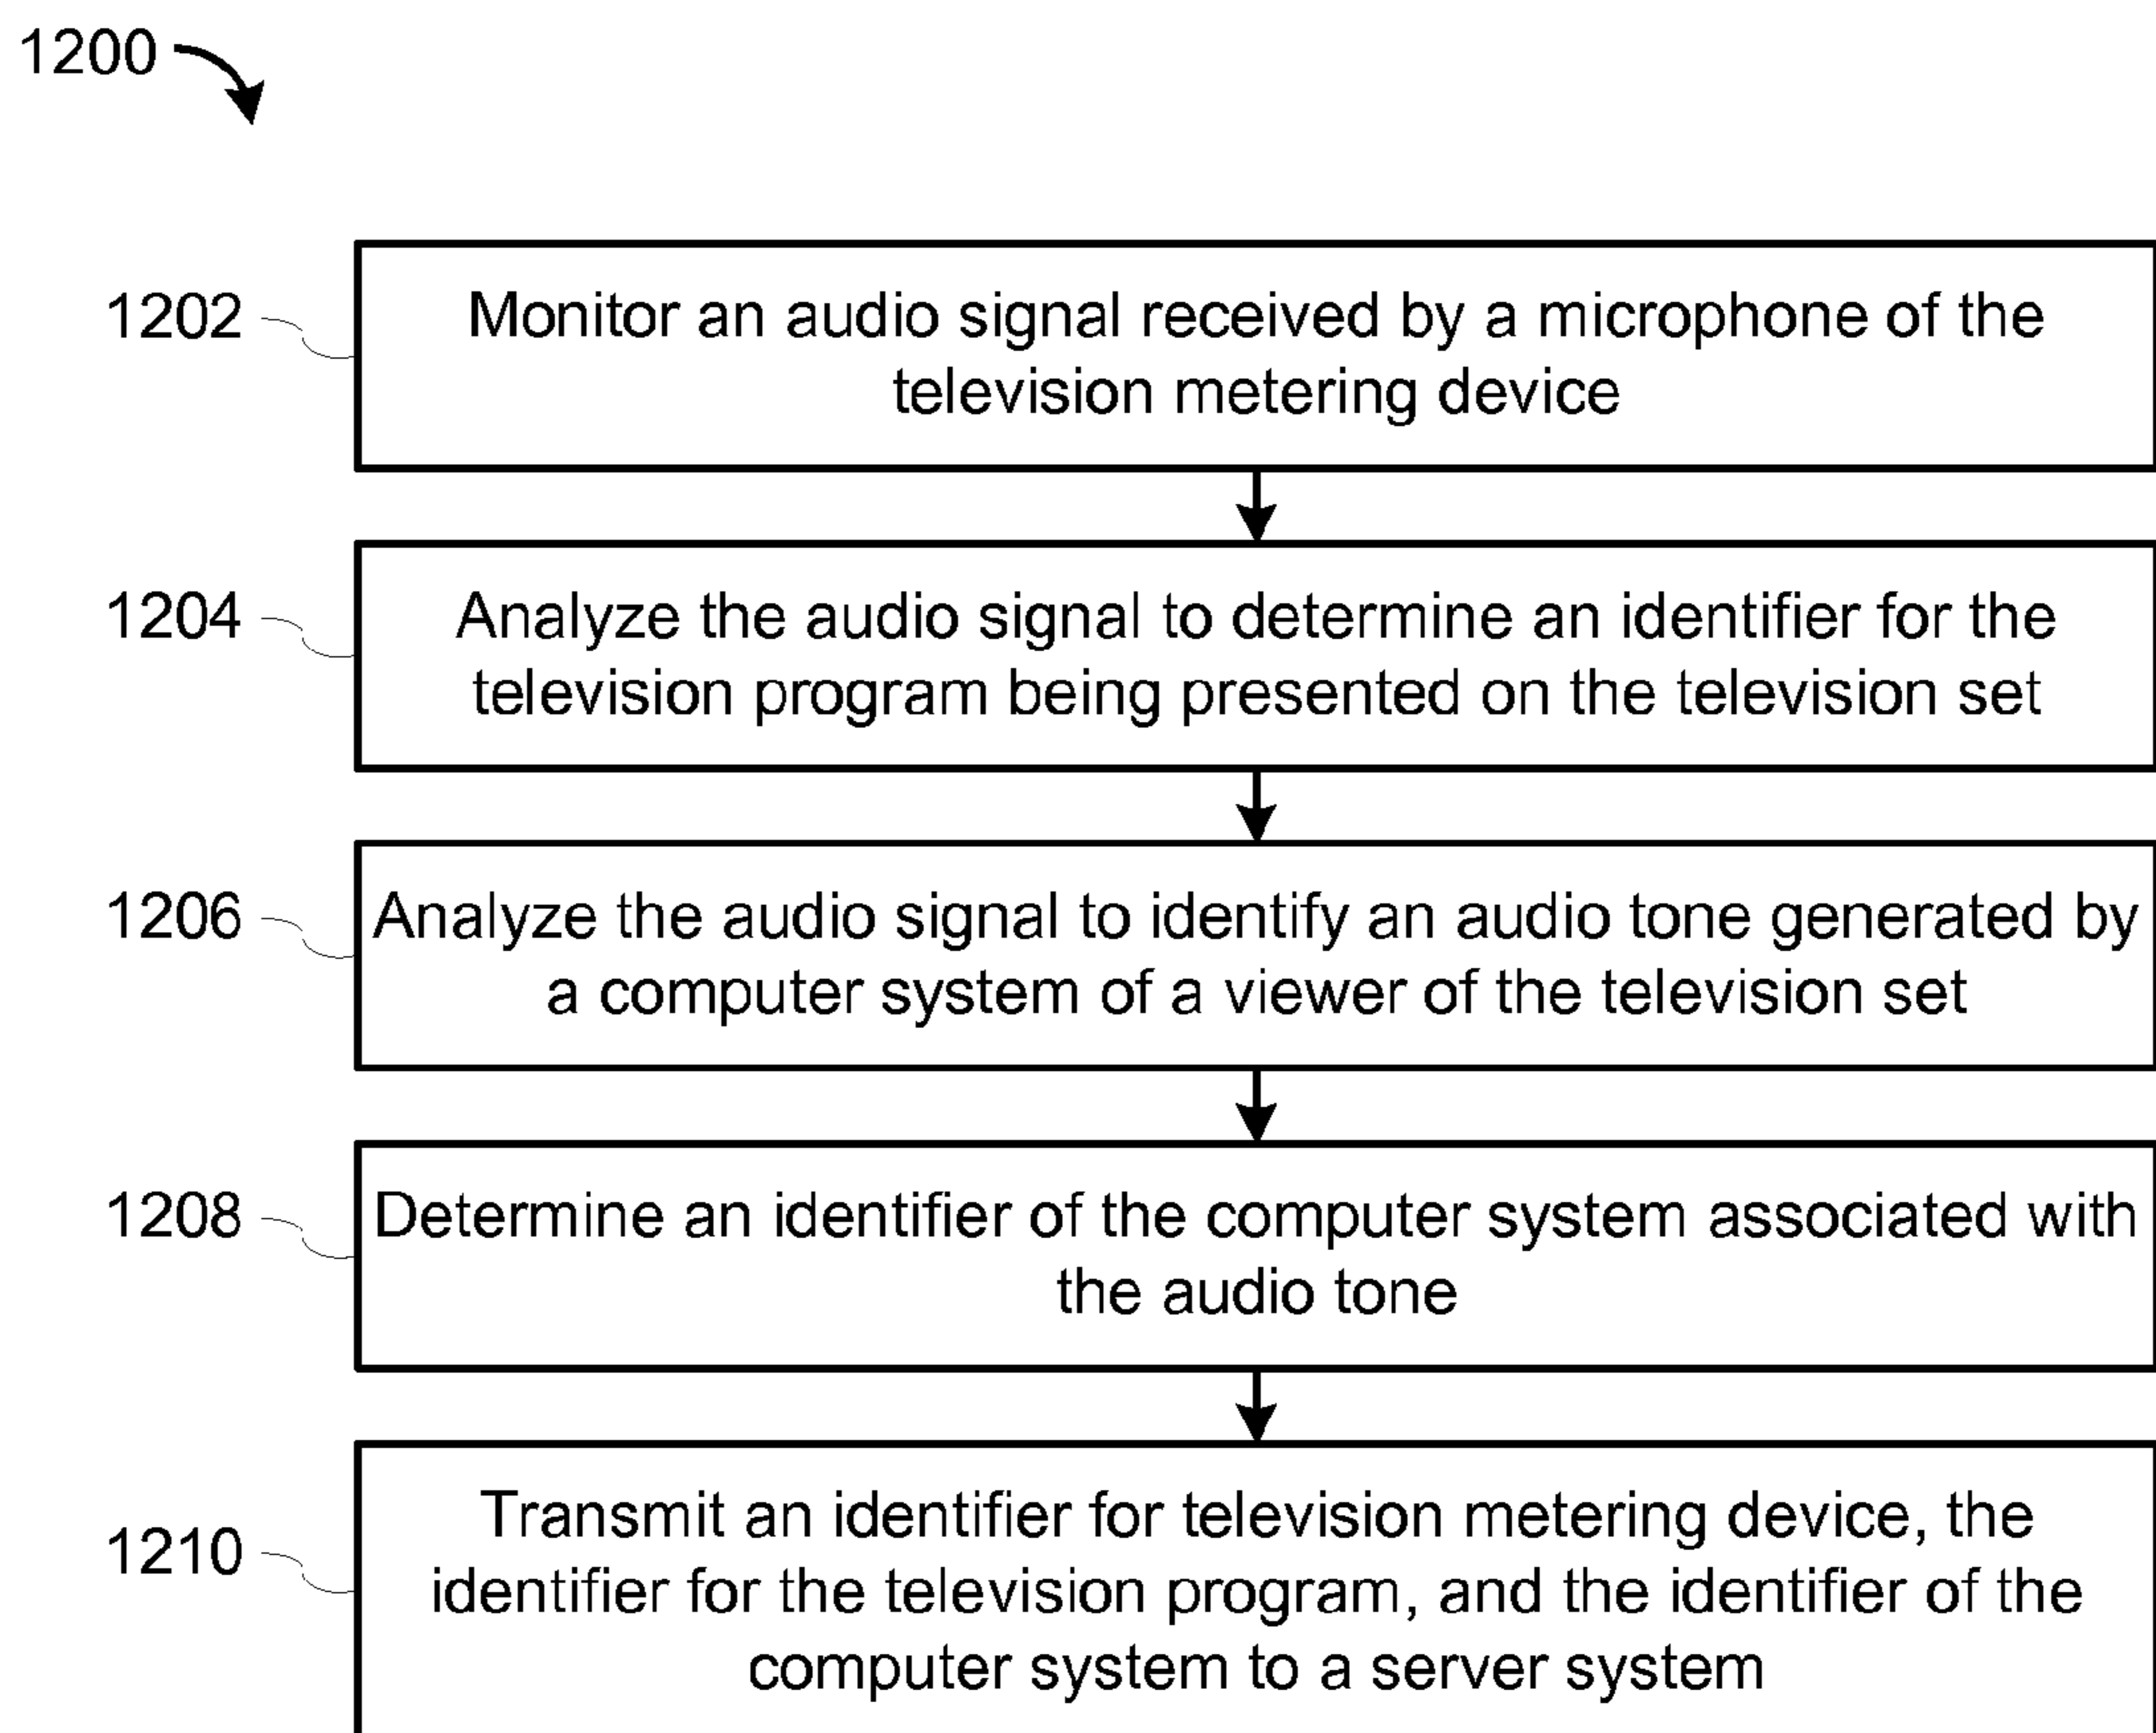 1200
1202
Monitor an audio signal received by a microphone of the
television metering device
1204
Analyze the audio signal to determine an identifier for the
television program being presented on the television set
1206
Analyze the audio signal to identify an audio tone generated by
a computer system of a viewer of the television set
1208
Determine an identifier of the computer system associated with
the audio tone
1210
Transmit an identifier for television metering device, the
identifier for the television program, and the identifier of the
computer system to a server system